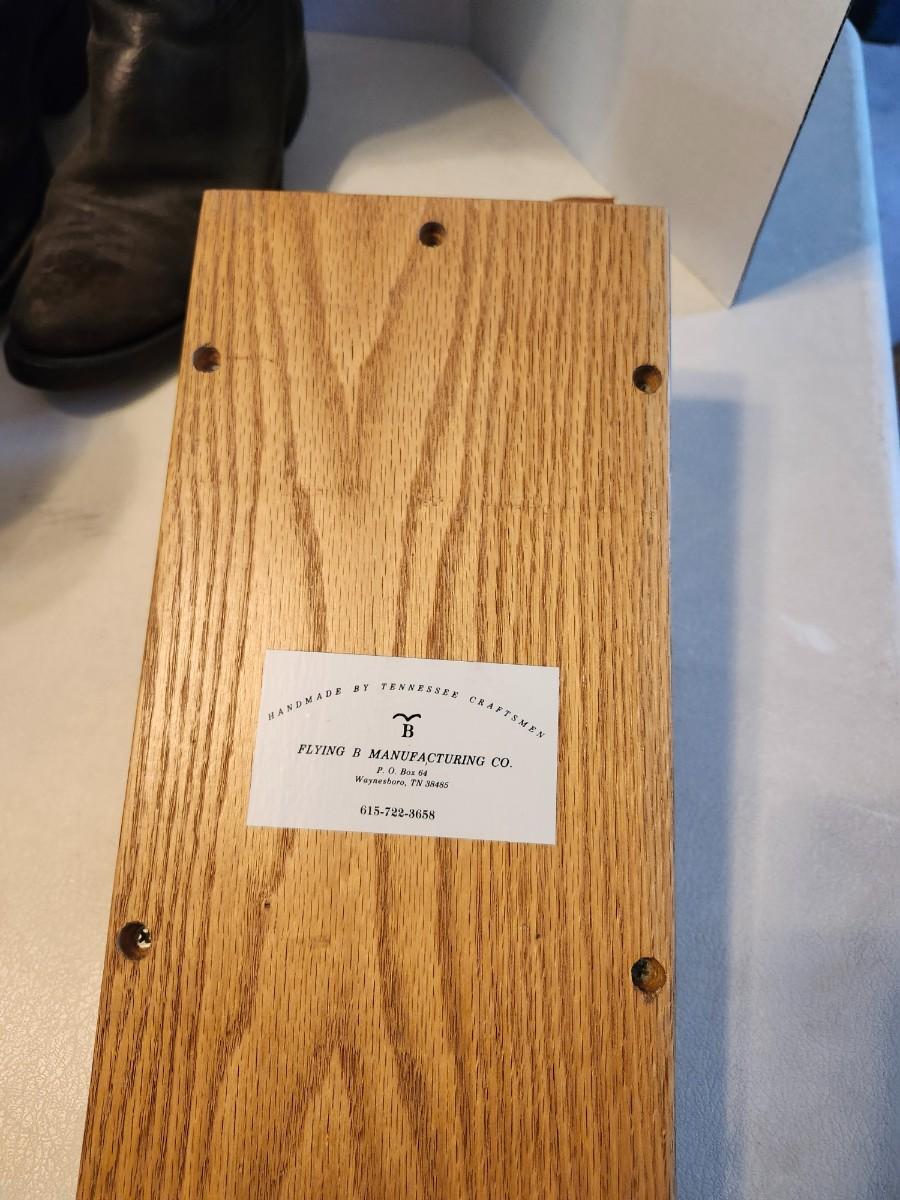 HANDMADE BY TENNESSEE CRAFTSMEN
B
FLYING B MANUFACTURING CO.
P. O. Box 64
Waynesboro, TN 38485
615-722-3658